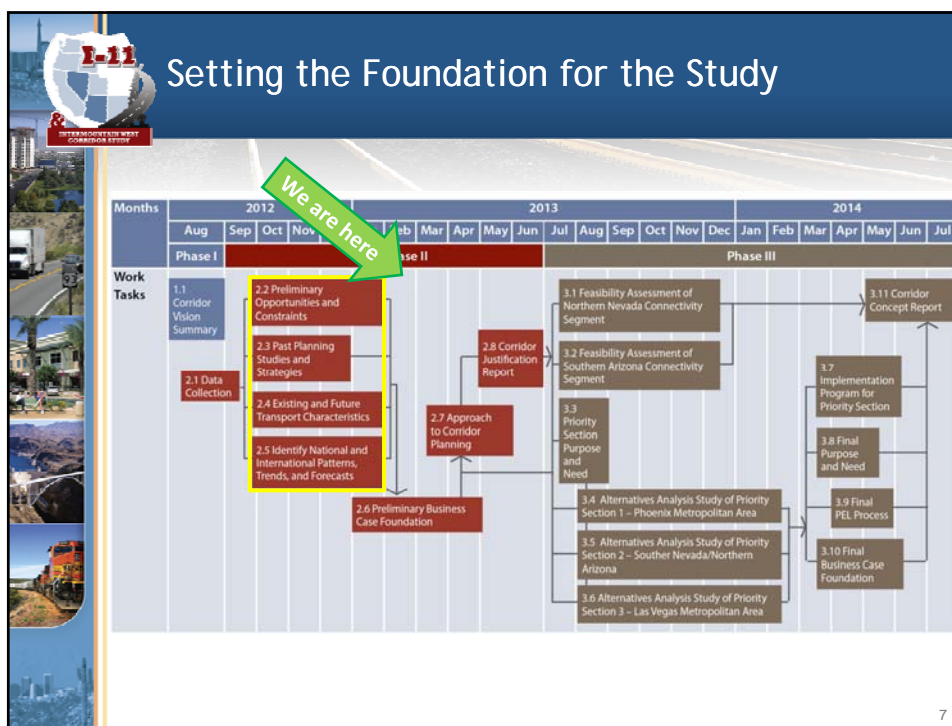 I-11
&
INTERMOUNTAIN WEST
CORRIDOR STUDY
Setting the Foundation for the Study
We are here
Months
2012
2013
2014
Aug Sep Oct Nov Feb Mar Apr May Jun Jul Aug Sep Oct Nov Dec Jan Feb Mar Apr May Jun Jul
Phase I
ase II
Phase III
Work
Tasks
1.1
Corridor
Vision
Summary
2.1 Data
Collection
2.2 Preliminary
Opportunities and
Constraints
2.3 Past Planning
Studies and
Strategies
2.4 Existing and Future
Transport Characteristics
2.5 Identify National and
International Patterns,
Trends, and Forecasts
2.6 Preliminary Business
Case Foundation
2.7 Approach
to Corridor
Planning
2.8 Corridor
Justification
Report
3.1 Feasibility Assessment of
Northern Nevada Connectivity
Segment
3.2 Feasibility Assessment of
Southern Arizona Connectivity
Segment
3.3
Priority
Section
Purpose
and
Need
3.4 Alternatives Analysis Study of Priority
Section 1 – Phoenix Metropolitan Area
3.5 Alternatives Analysis Study of Priority
Section 2 – Souther Nevada/Northern
Arizona
3.6 Alternatives Analysis Study of Priority
Section 3 – Las Vegas Metropolitan Area
3.7
Implementation
Program for
Priority Section
3.8 Final
Purpose
and Need
3.9 Final
PEL Process
3.10 Final
Business Case
Foundation
3.11 Corridor
Concept Report
93
7